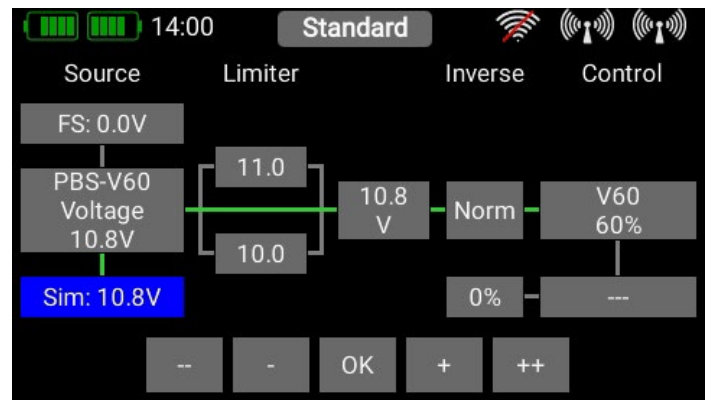 14:00 Standard
Source Limiter Inverse Control
FS: 0.0V
PBS-V60
Voltage
10.8V
11.0
10.0
10.8
V
Norm
V60
60%
Sim: 10.8V
0%
---
-- - OK + ++